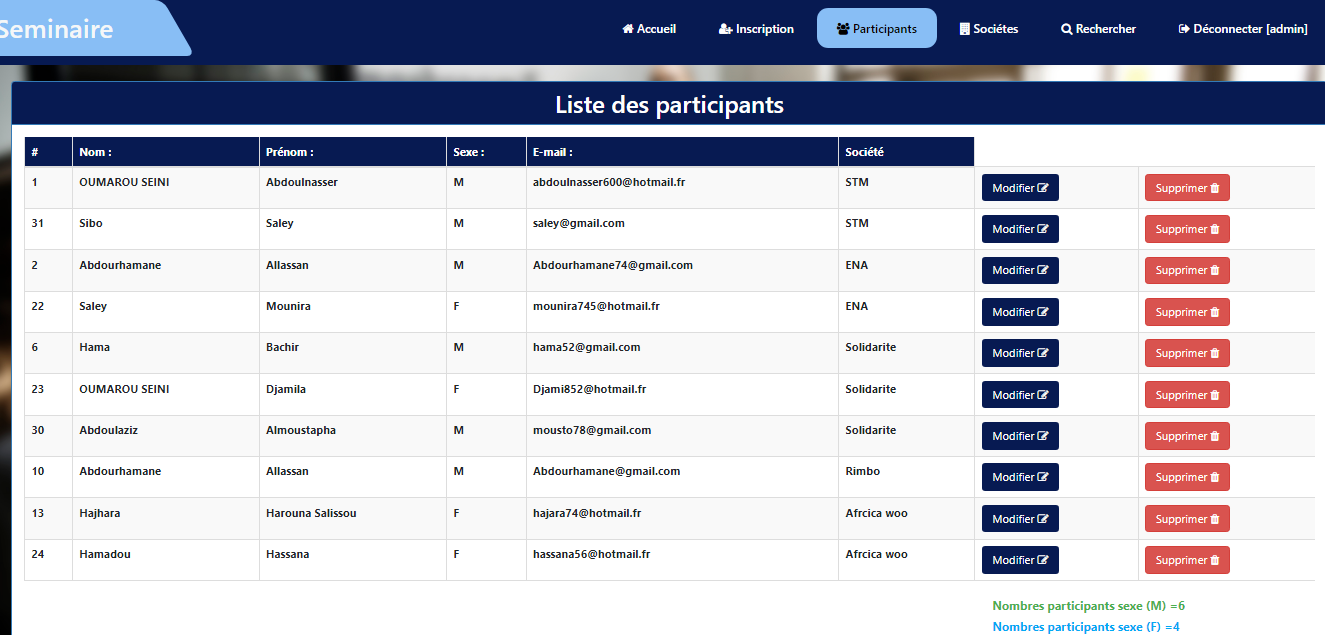 Seminaire
Accueil Inscription Participants Sociétes Rechercher Déconnecter [admin]
Liste des participants
# Nom : Prénom : Sexe : E-mail : Société
1 OUMAROU SEINI Abdoulnasser M abdoulnasser600@hotmail.fr STM Modifier Supprimer
31 Sibo Saley M saley@gmail.com STM Modifier Supprimer
2 Abdourhamane Allassan M Abdourhamane74@gmail.com ENA Modifier Supprimer
22 Saley Mounira F mounira745@hotmail.fr ENA Modifier Supprimer
6 Hama Bachir M hama52@gmail.com Solidarite Modifier Supprimer
23 OUMAROU SEINI Djamila F Djami852@hotmail.fr Solidarite Modifier Supprimer
30 Abdoulaziz Almoustapha M mousto78@gmail.com Solidarite Modifier Supprimer
10 Abdourhamane Allassan M Abdourhamane@gmail.com Rimbo Modifier Supprimer
13 Hajhara Harouna Salissou F hajara74@hotmail.fr Afrcica woo Modifier Supprimer
24 Hamadou Hassana F hassana56@hotmail.fr Afrcica woo Modifier Supprimer
Nombres participants sexe (M) =6
Nombres participants sexe (F) =4